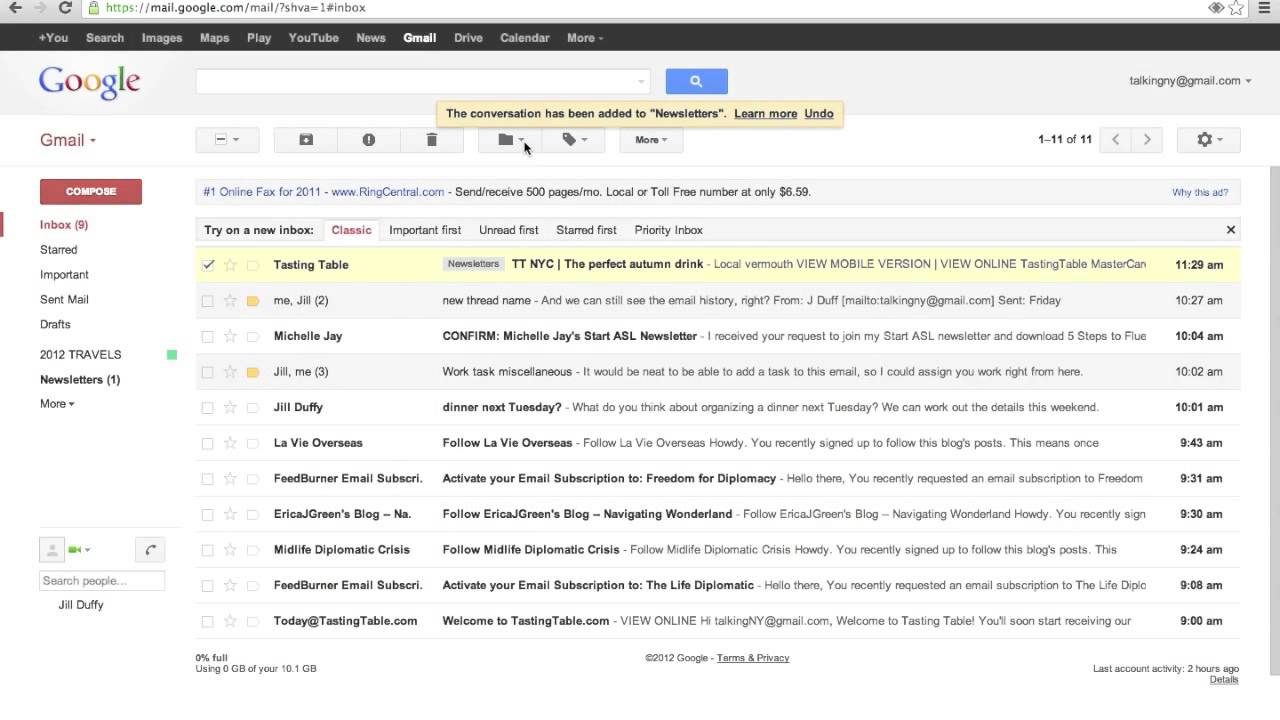 https://mail.google.com/mail/?shva=1#inbox
+You Search Images Maps Play YouTube News Gmail Drive Calendar More
Google
talkingny@gmail.com
The conversation has been added to "Newsletters". Learn more Undo
Gmail More 1–11 of 11
COMPOSE
#1 Online Fax for 2011 - www.RingCentral.com - Send/receive 500 pages/mo. Local or Toll Free number at only $6.59. Why this ad?
Inbox (9)
Try on a new inbox: Classic Important first Unread first Starred first Priority Inbox
Starred
Important
Sent Mail
Drafts
2012 TRAVELS
Newsletters (1)
More
Tasting Table Newsletters TT NYC | The perfect autumn drink - Local vermouth VIEW MOBILE VERSION | VIEW ONLINE TastingTable MasterCard 11:29 am
me, Jill (2) new thread name - And we can still see the email history, right? From: J Duff [mailto:talkingny@gmail.com] Sent: Friday 10:27 am
Michelle Jay CONFIRM: Michelle Jay's Start ASL Newsletter - I received your request to join my Start ASL newsletter and download 5 Steps to Flue 10:04 am
Jill, me (3) Work task miscellaneous - It would be neat to be able to add a task to this email, so I could assign you work right from here. 10:02 am
Jill Duffy dinner next Tuesday? - What do you think about organizing a dinner next Tuesday? We can work out the details this weekend. 10:01 am
La Vie Overseas Follow La Vie Overseas - Follow La Vie Overseas Howdy. You recently signed up to follow this blog's posts. This means once 9:43 am
FeedBurner Email Subscri. Activate your Email Subscription to: Freedom for Diplomacy - Hello there, You recently requested an email subscription to Freedom 9:31 am
EricaJGreen's Blog – Na. Follow EricaJGreen's Blog – Navigating Wonderland - Follow EricaJGreen's Blog – Navigating Wonderland Howdy. You recently sign 9:30 am
Midlife Diplomatic Crisis Follow Midlife Diplomatic Crisis - Follow Midlife Diplomatic Crisis Howdy. You recently signed up to follow this blog's posts. This 9:24 am
FeedBurner Email Subscri. Activate your Email Subscription to: The Life Diplomatic - Hello there, You recently requested an email subscription to The Life Diplo 9:08 am
Today@TastingTable.com Welcome to TastingTable.com - VIEW ONLINE Hi talkingNY@gmail.com, Welcome to Tasting Table! You'll soon start receiving our 9:00 am
Search people...
Jill Duffy
0% full
Using 0 GB of your 10.1 GB
©2012 Google - Terms & Privacy
Last account activity: 2 hours ago
Details